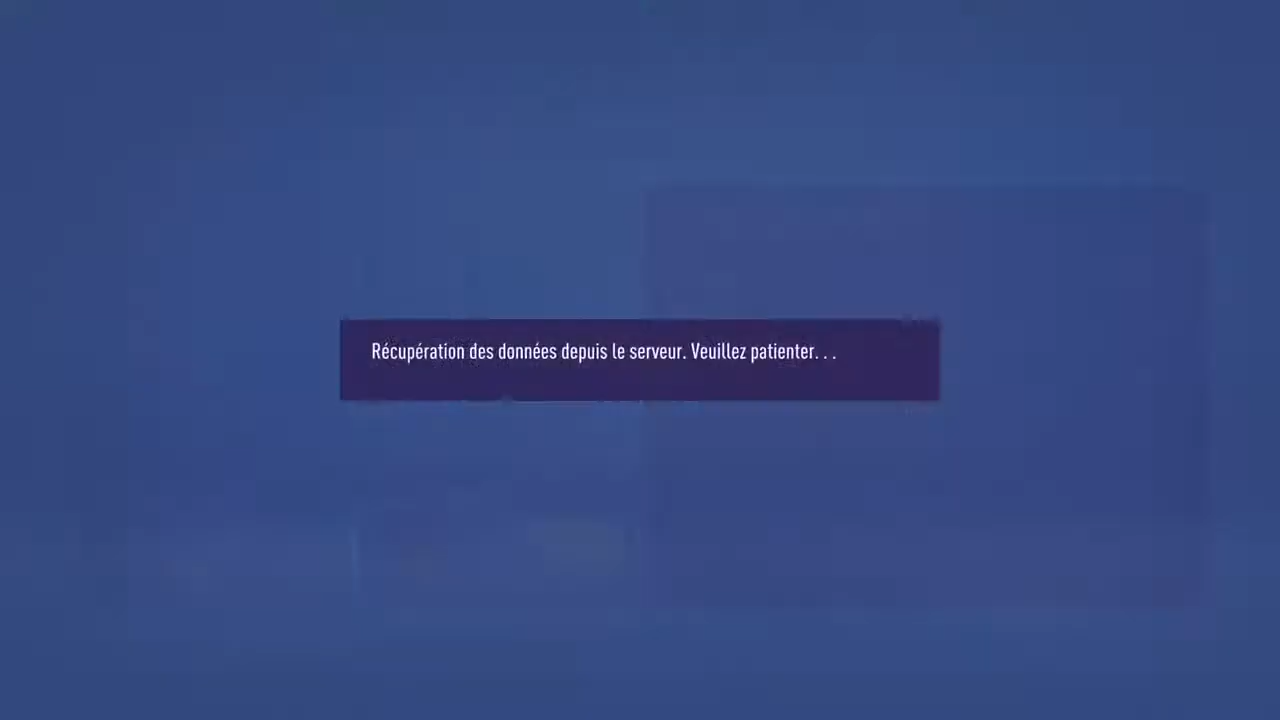 Récupération des données depuis le serveur. Veuillez patienter. . .